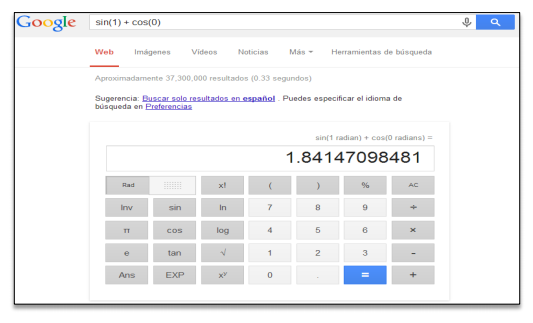 Google sin(1) + cos(0)
Web Imágenes Vídeos Noticias Más Herramientas de búsqueda
Aproximadamente 37,300,000 resultados (0.33 segundos)
Sugerencia: Buscar solo resultados en español . Puedes especificar el idioma de
búsqueda en Preferencias
sin(1 radian) + cos(0 radians) =
1.84147098481
Rad x! ( ) % AC
Inv sin ln 7 8 9 ÷
π cos log 4 5 6 ×
e tan √ 1 2 3 -
Ans EXP xʸ 0 . = +